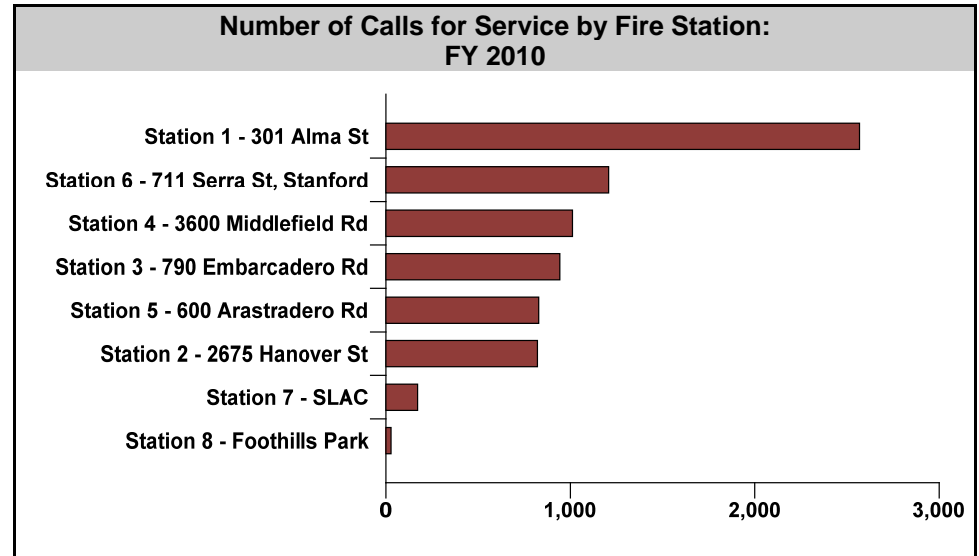 Number of Calls for Service by Fire Station:
FY 2010
Station 1 - 301 Alma St
Station 6 - 711 Serra St, Stanford
Station 4 - 3600 Middlefield Rd
Station 3 - 790 Embarcadero Rd
Station 5 - 600 Arastradero Rd
Station 2 - 2675 Hanover St
Station 7 - SLAC
Station 8 - Foothills Park
0 1,000 2,000 3,000